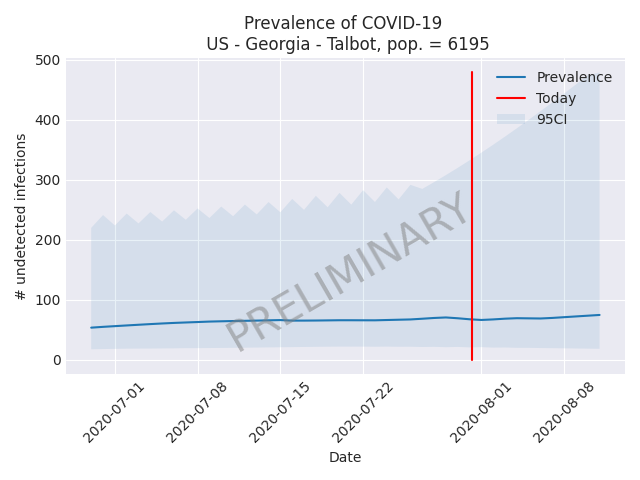 Prevalence of COVID-19
US - Georgia - Talbot, pop. = 6195
# undetected infections
500
400
300
200
100
0
Prevalence
Today
95CI
PRELIMINARY
2020-07-01
2020-07-08
2020-07-15
2020-07-22
2020-08-01
2020-08-08
Date